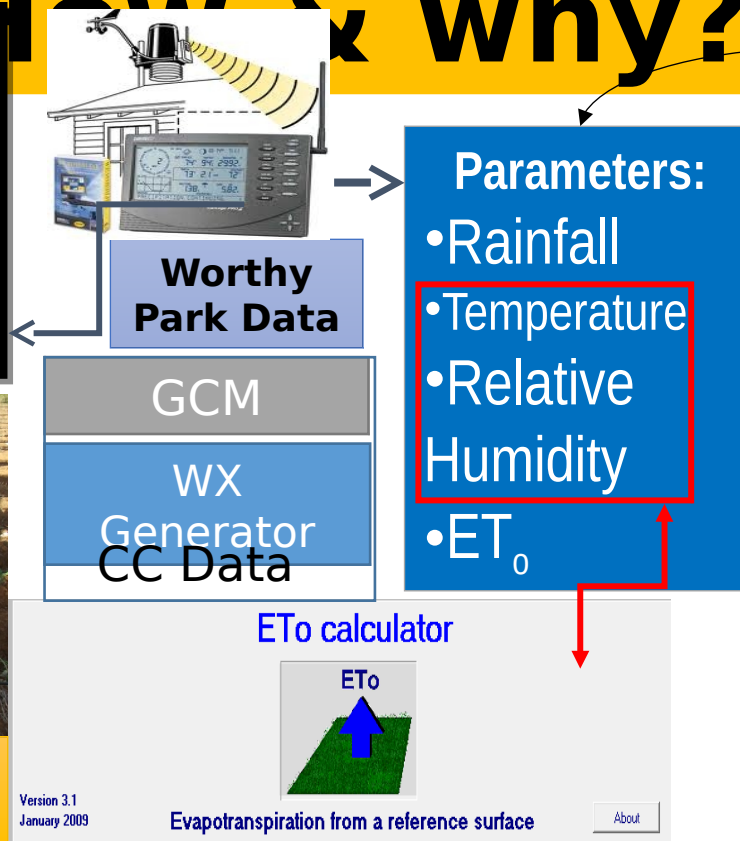 How & why?
Parameters:
•Rainfall
•Temperature
•Relative
Humidity
•ET0
Worthy
Park Data
GCM
WX
Generator
CC Data
ETo calculator
ETo
Version 3.1
January 2009
Evapotranspiration from a reference surface
About